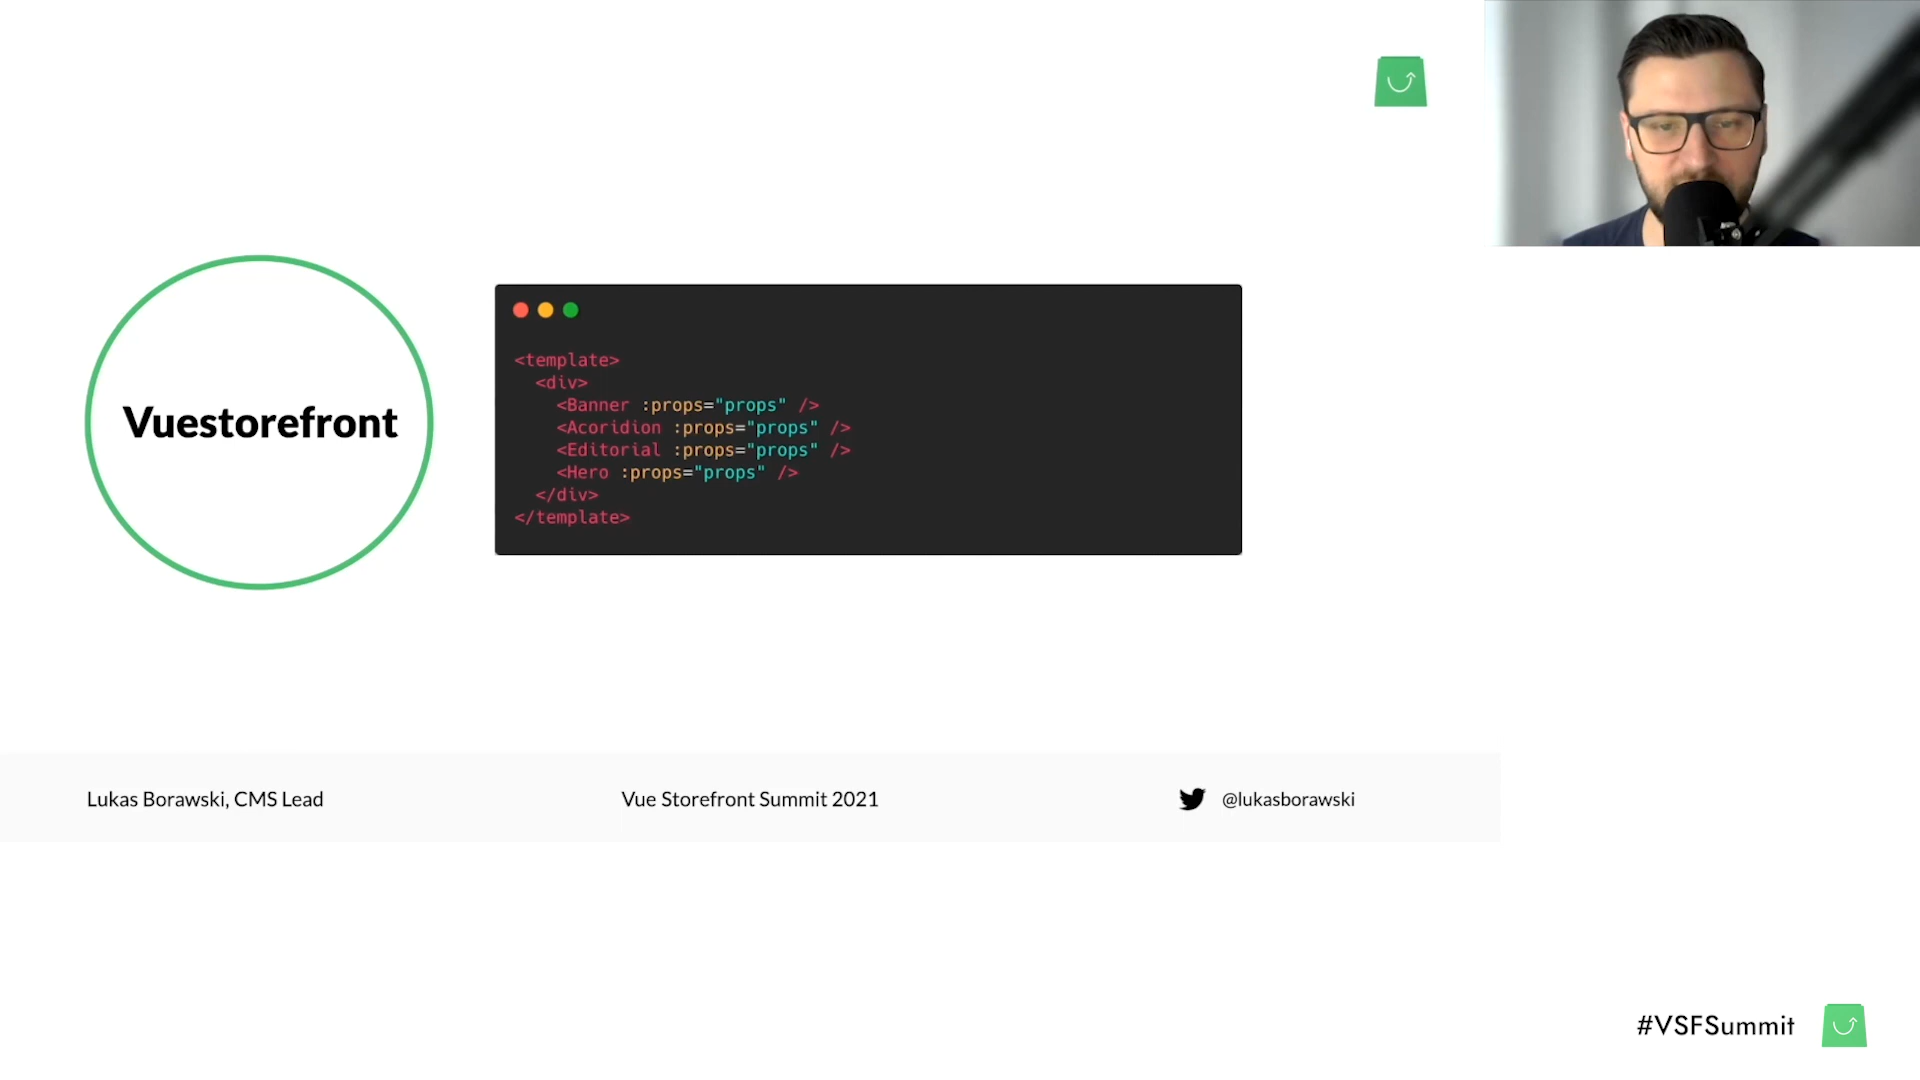 Vuestorefront
<template>
<div>
<Banner :props="props" />
<Acoridion :props="props" />
<Editorial :props="props" />
<Hero :props="props" />
</div>
</template>
Lukas Borawski, CMS Lead
Vue Storefront Summit 2021
@lukasborawski
#VSFSummit